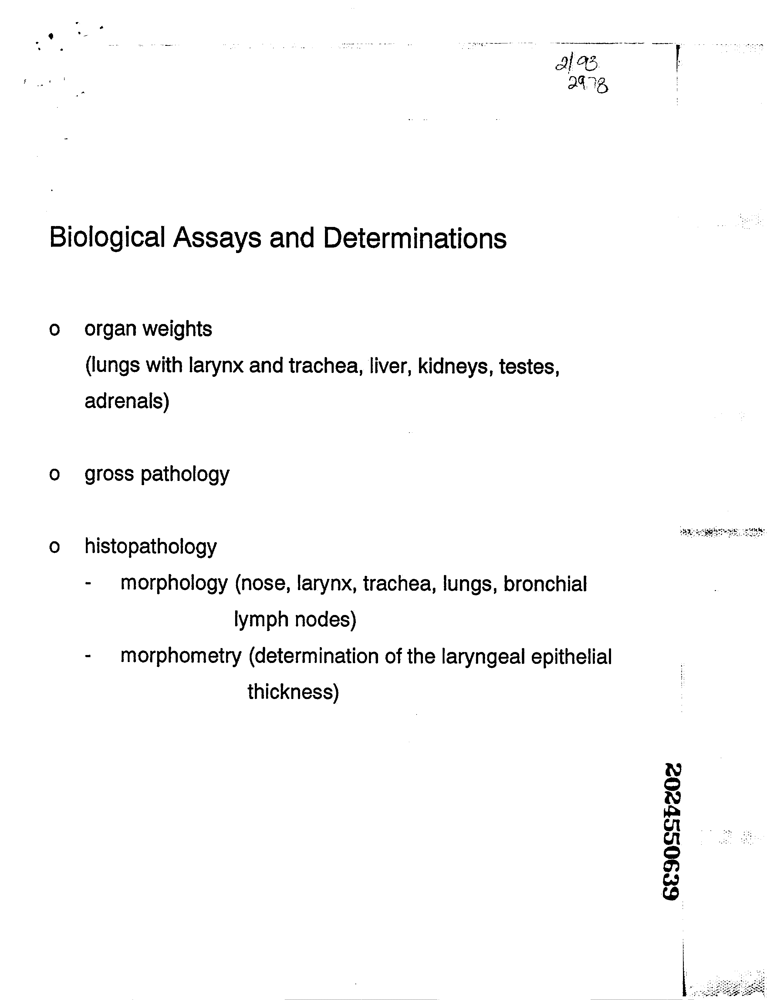 2/93
2978
Biological Assays and Determinations
o organ weights
(lungs with larynx and trachea, liver, kidneys, testes,
adrenals)
o gross pathology
o histopathology
- morphology (nose, larynx, trachea, lungs, bronchial
lymph nodes)
- morphometry (determination of the laryngeal epithelial
thickness)
2024550639